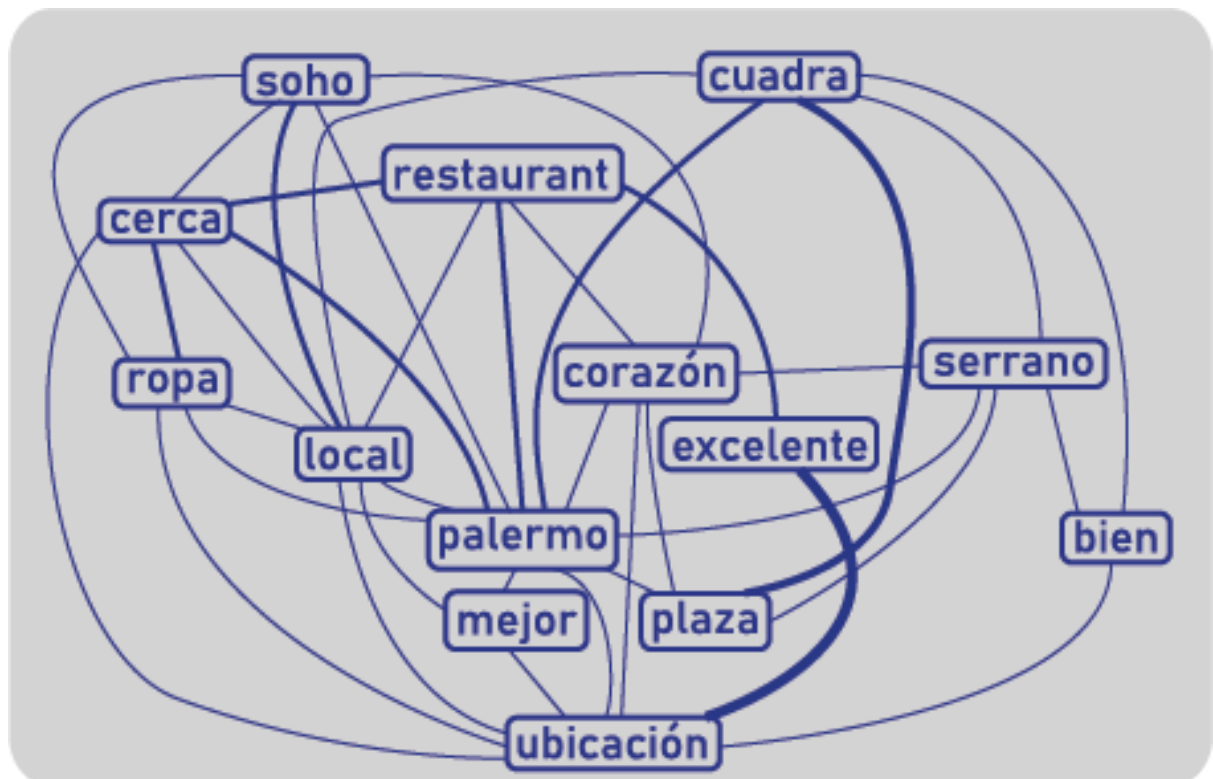 soho
cuadra
restaurant
cerca
corazón
serrano
ropa
excelente
local
palermo
bien
mejor
plaza
ubicación